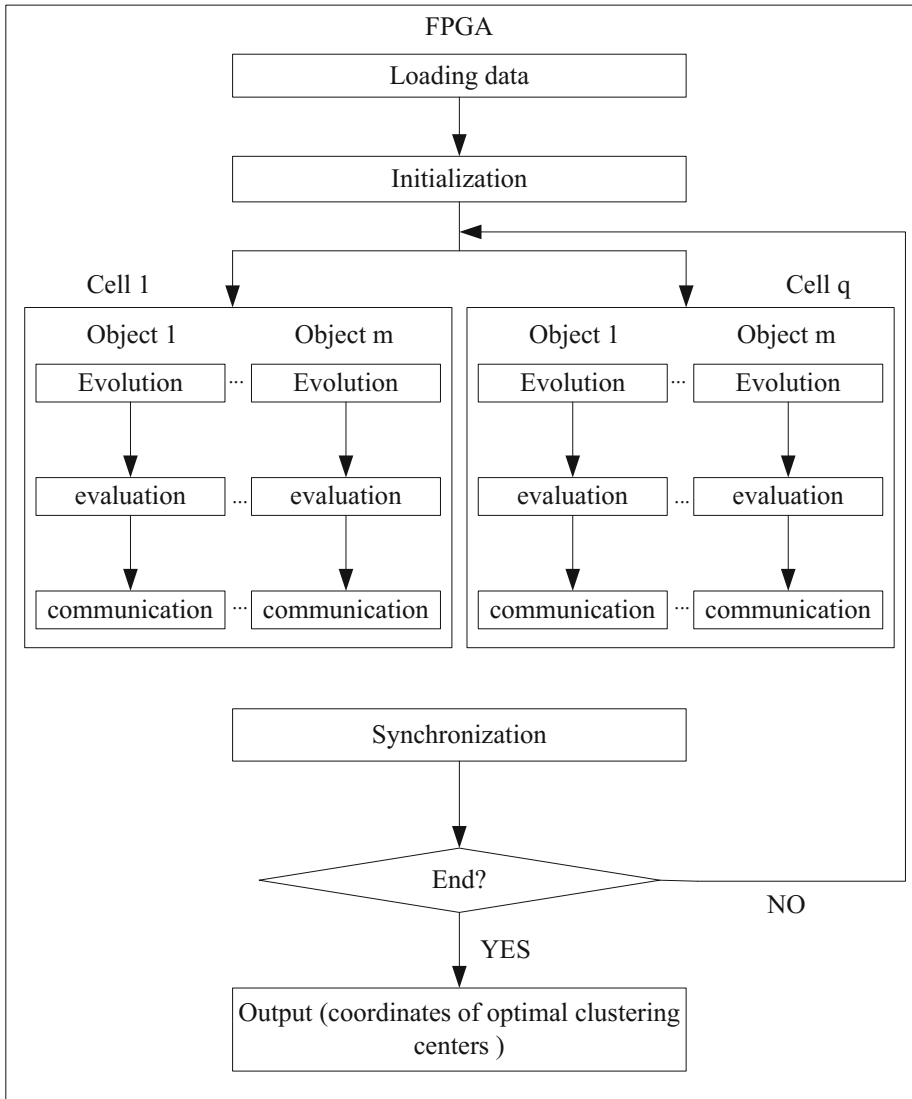 FPGA
Loading data
Initialization
Cell 1
Cell q
Object 1
Object m
Object 1
Object m
Evolution
...
Evolution
Evolution
...
Evolution
evaluation
...
evaluation
evaluation
...
evaluation
communication
...
communication
communication
...
communication
Synchronization
End?
NO
YES
Output (coordinates of optimal clustering
centers )